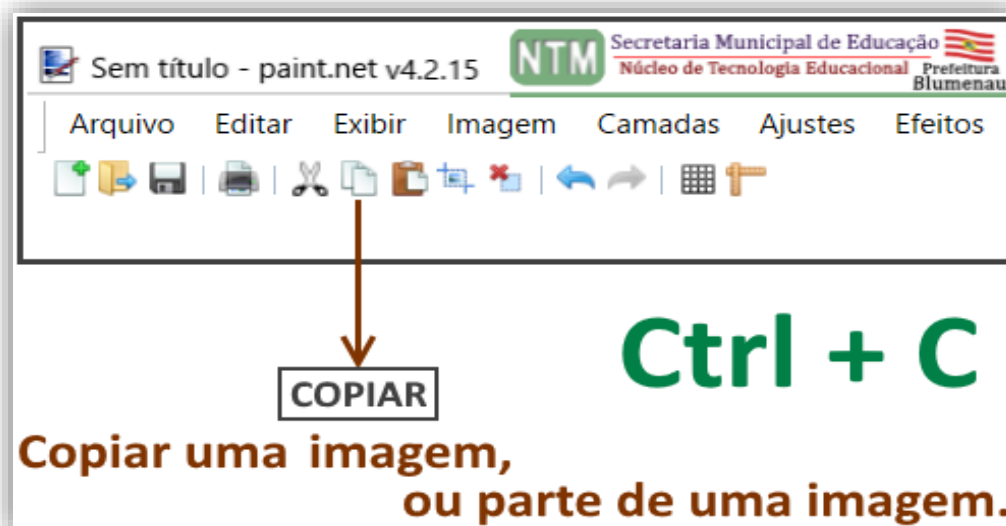 Sem título - paint.net v4.2.15
NTM
Secretaria Municipal de Educação
Núcleo de Tecnologia Educacional
Prefeitura
Blumenau
Arquivo Editar Exibir Imagem Camadas Ajustes Efeitos
Ctrl + C
COPIAR
Copiar uma imagem,
ou parte de uma imagem.